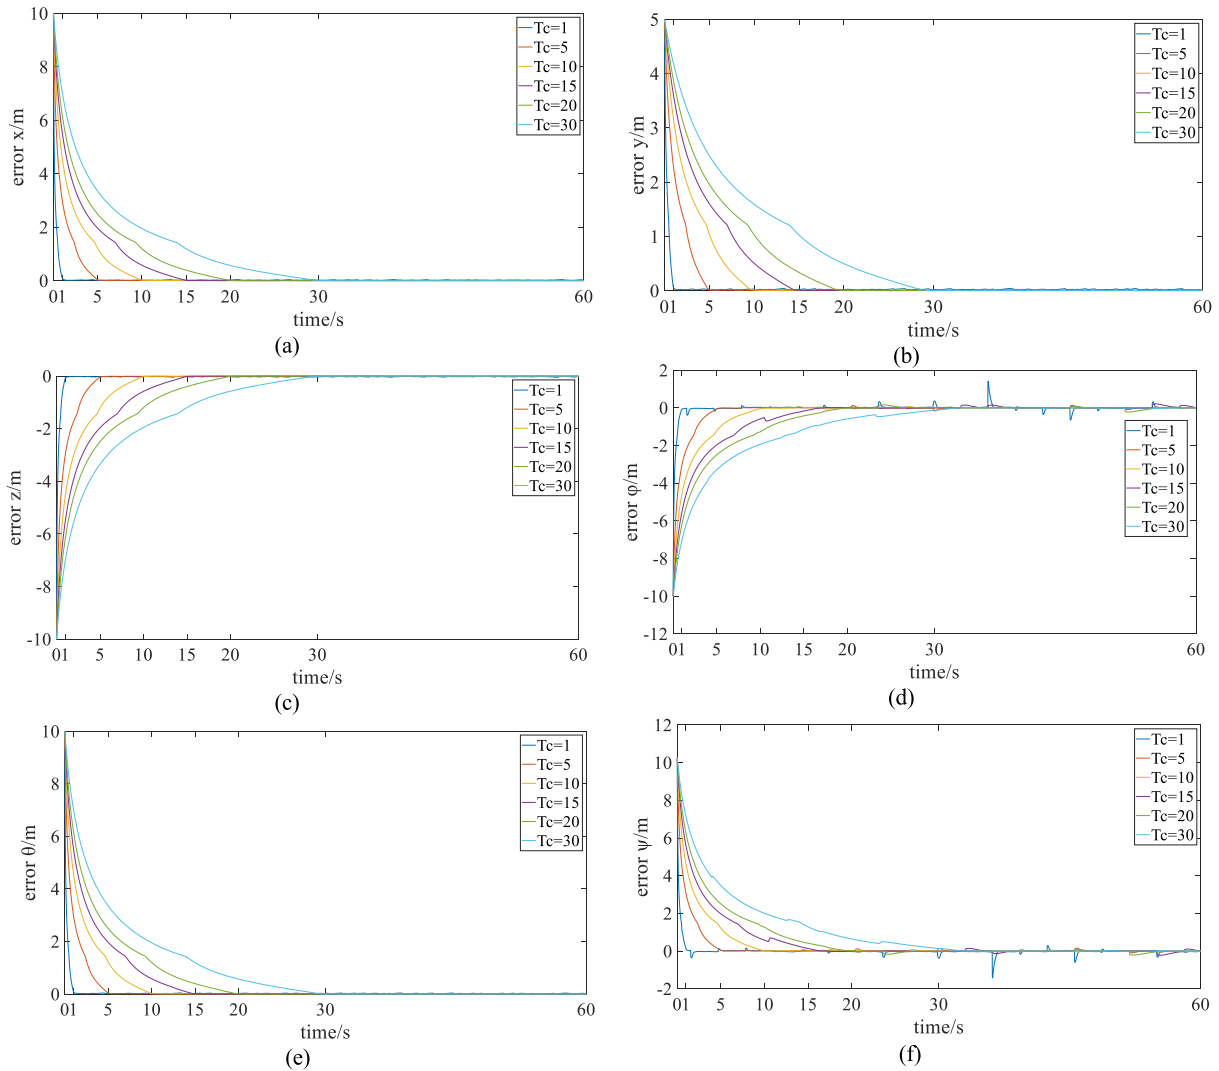 10
8
6
4
2
0
error x/m
Tc=1
Tc=5
Tc=10
Tc=15
Tc=20
Tc=30
01 5 10 15 20 30 60
time/s
(a)
5
4
3
2
1
0
error y/m
Tc=1
Tc=5
Tc=10
Tc=15
Tc=20
Tc=30
01 5 10 15 20 30 60
time/s
(b)
0
-2
-4
-6
-8
-10
error z/m
Tc=1
Tc=5
Tc=10
Tc=15
Tc=20
Tc=30
01 5 10 15 20 30 60
time/s
(c)
2
0
-2
-4
-6
-8
-10
-12
error φ/m
Tc=1
Tc=5
Tc=10
Tc=15
Tc=20
Tc=30
01 5 10 15 20 30 60
time/s
(d)
10
8
6
4
2
0
error θ/m
Tc=1
Tc=5
Tc=10
Tc=15
Tc=20
Tc=30
01 5 10 15 20 30 60
time/s
(e)
12
10
8
6
4
2
0
-2
error ψ/m
Tc=1
Tc=5
Tc=10
Tc=15
Tc=20
Tc=30
01 5 10 15 20 30 60
time/s
(f)